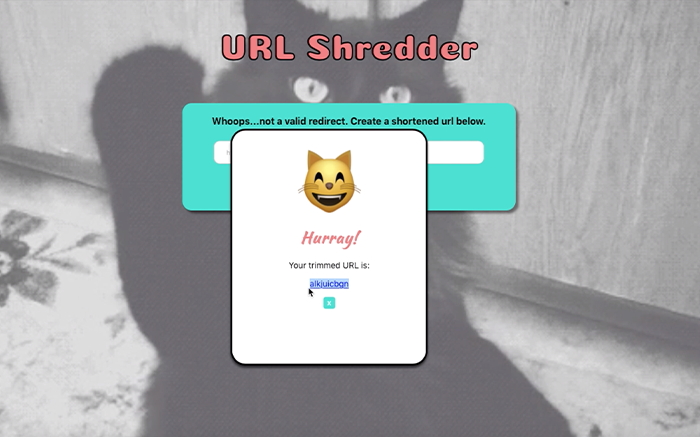 URL Shredder
Whoops...not a valid redirect. Create a shortened url below.
Hurray!
Your trimmed URL is:
alkjuicbqn
x